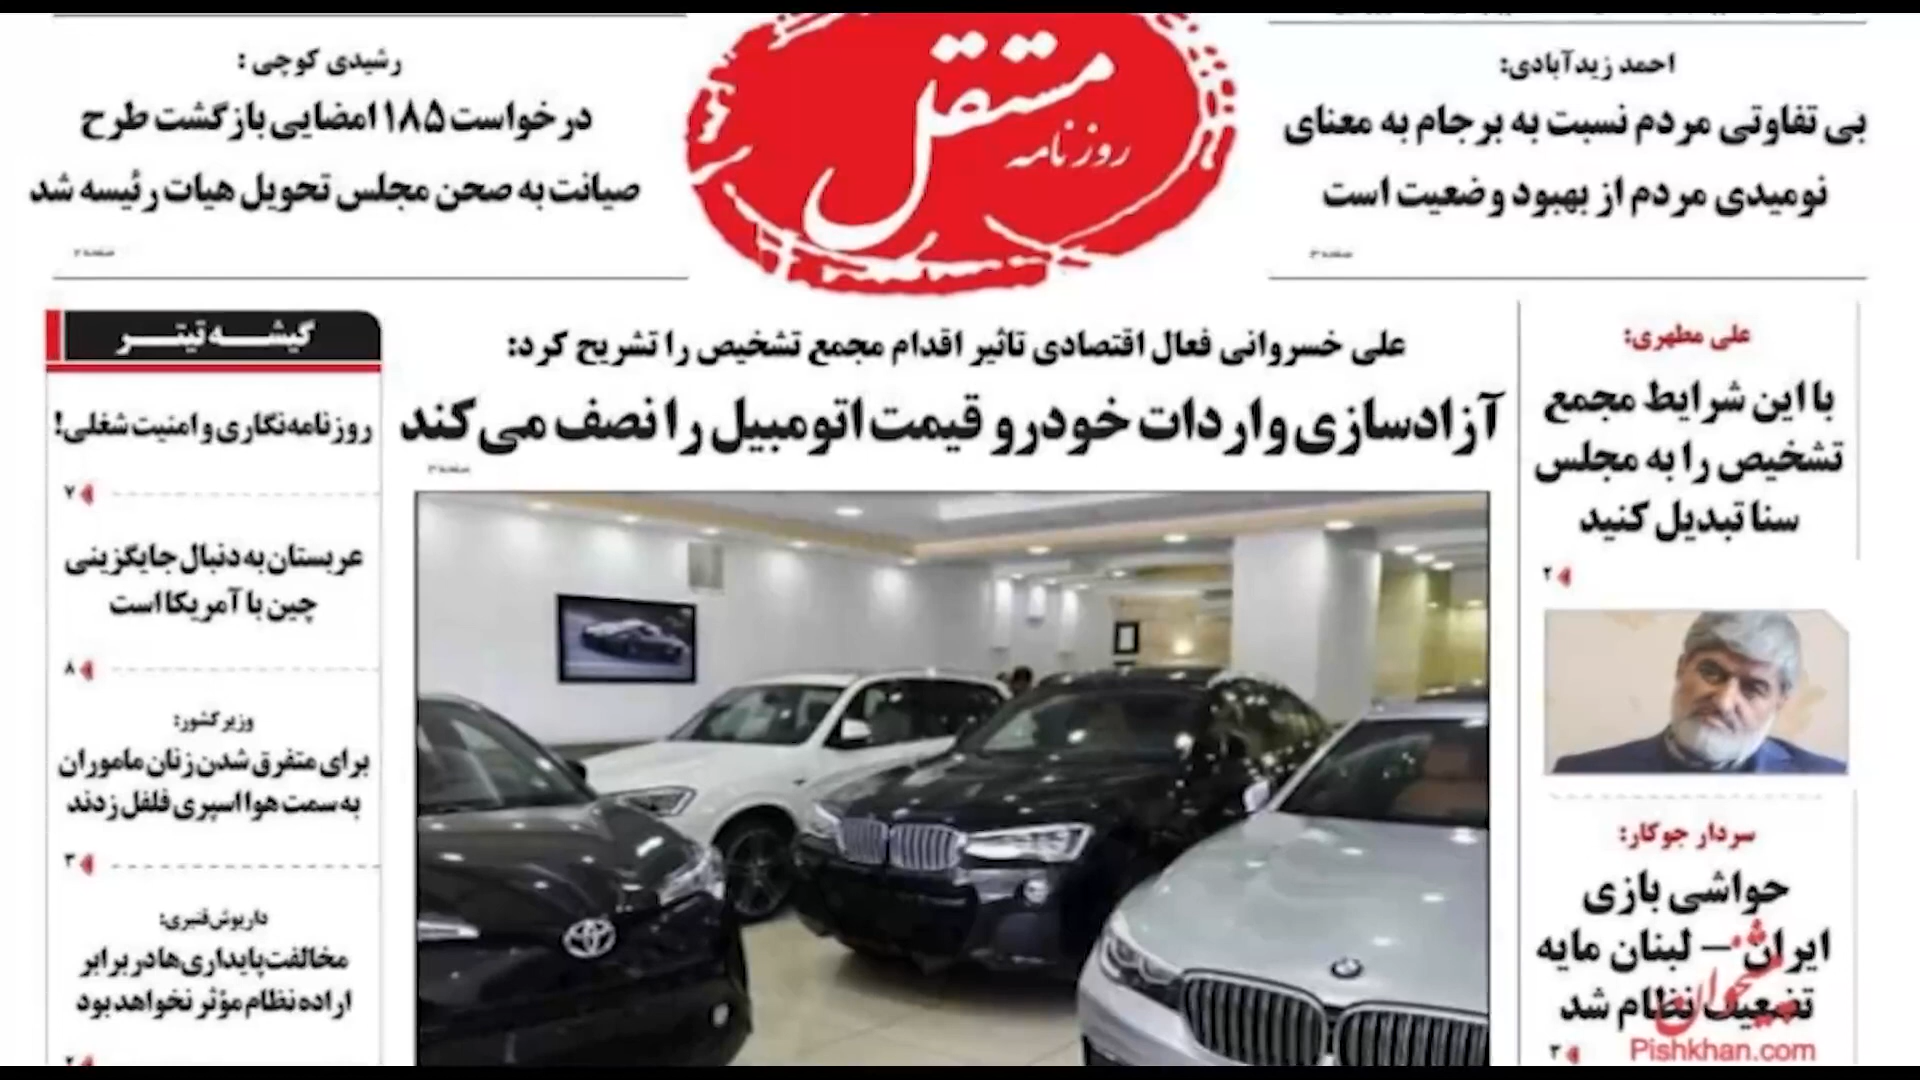 احمد زیدآبادی:
بی تفاوتی مردم نسبت به برجام به معنای
نومیدی مردم از بهبود وضعیت است
روزنامه
مستقل
رشیدی کوچی :
درخواست ۱۸۵ امضایی بازگشت طرح
صیانت به صحن مجلس تحویل هیات رئیسه شد
علی مطهری:
با این شرایط مجمع
تشخیص را به مجلس
سنا تبدیل کنید
۲
سردار جوکار:
حواشی بازی
ایران – لبنان مایه
تضعیف نظام شد
۳
پیشخوان
Pishkhan.com
علی خسروانی فعال اقتصادی تاثیر اقدام مجمع تشخیص را تشریح کرد:
آزادسازی واردات خودرو قیمت اتومبیل را نصف می‌کند
گیشه تیتر
روزنامه‌نگاری و امنیت شغلی!
۷
عربستان به دنبال جایگزینی
چین با آمریکا است
۸
وزیر کشور:
برای متفرق شدن زنان ماموران
به سمت هوا اسپری فلفل زدند
۳
داریوش قنبری:
مخالفت پایداری‌ها در برابر
اراده نظام مؤثر نخواهد بود